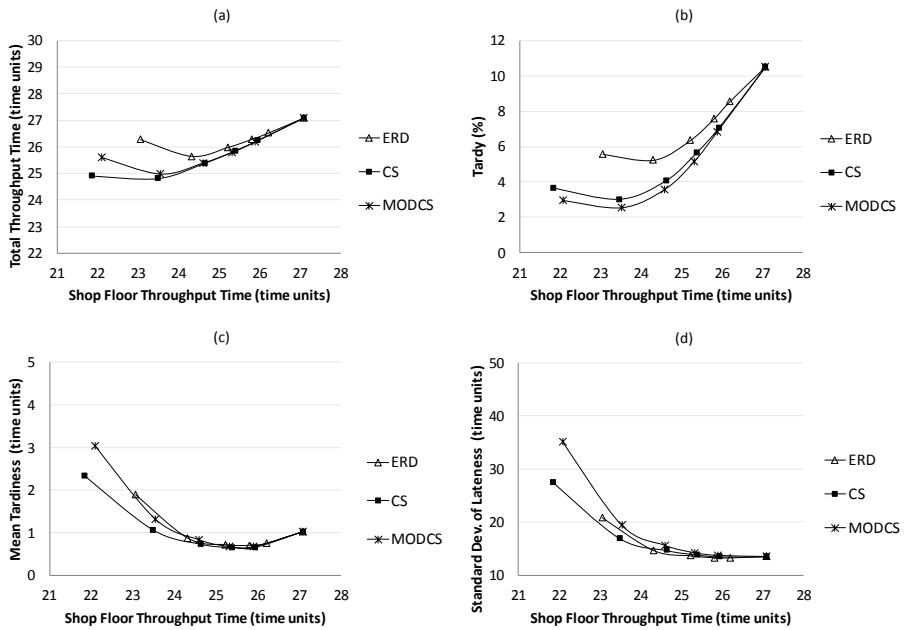 (a)
Total Throughput Time (time units)
30
29
28
27
26
25
24
23
22
21 22 23 24 25 26 27 28
Shop Floor Throughput Time (time units)
ERD
CS
MODCS
(b)
Tardy (%)
12
10
8
6
4
2
0
21 22 23 24 25 26 27 28
Shop Floor Throughput Time (time units)
ERD
CS
MODCS
(c)
Mean Tardiness (time units)
5
4
3
2
1
0
21 22 23 24 25 26 27 28
Shop Floor Throughput Time (time units)
ERD
CS
MODCS
(d)
Standard Dev. of Lateness (time units)
50
40
30
20
10
21 22 23 24 25 26 27 28
Shop Floor Throughput Time (time units)
ERD
CS
MODCS